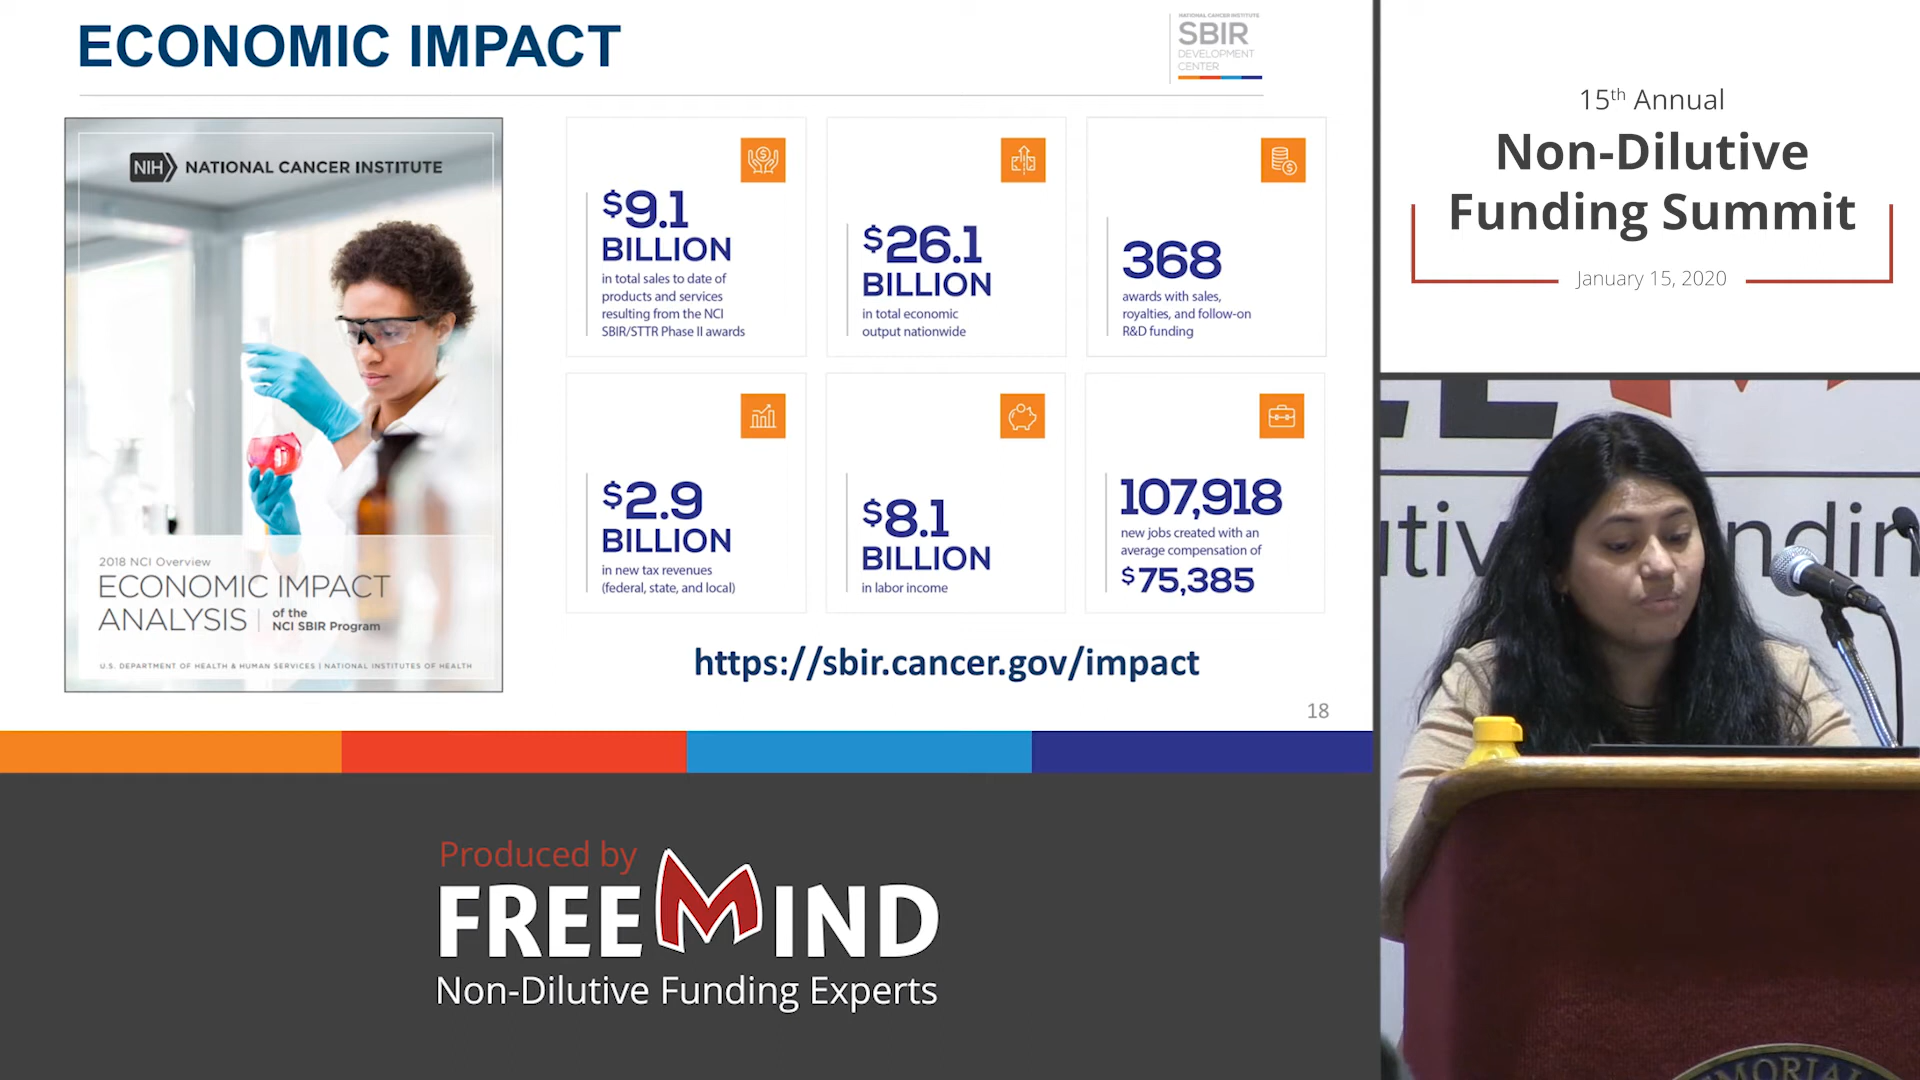 ECONOMIC IMPACT
NATIONAL CANCER INSTITUTE
SBIR
DEVELOPMENT
CENTER
NIH NATIONAL CANCER INSTITUTE
2018 NCI Overview
ECONOMIC IMPACT
ANALYSIS of the
NCI SBIR Program
U.S. DEPARTMENT OF HEALTH & HUMAN SERVICES | NATIONAL INSTITUTES OF HEALTH
$9.1
BILLION
in total sales to date of
products and services
resulting from the NCI
SBIR/STTR Phase II awards
$26.1
BILLION
in total economic
output nationwide
368
awards with sales,
royalties, and follow-on
R&D funding
$2.9
BILLION
in new tax revenues
(federal, state, and local)
$8.1
BILLION
in labor income
107,918
new jobs created with an
average compensation of
$75,385
https://sbir.cancer.gov/impact
18
15th Annual
Non-Dilutive
Funding Summit
January 15, 2020
Produced by
FREEMIND
Non-Dilutive Funding Experts